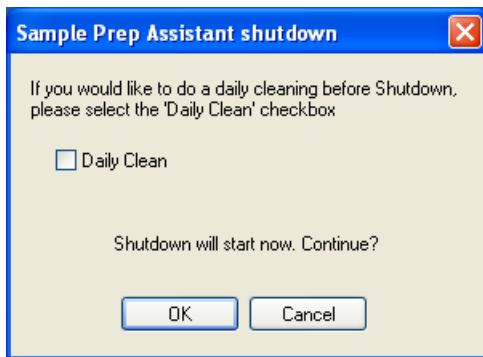 Sample Prep Assistant shutdown
If you would like to do a daily cleaning before Shutdown,
please select the 'Daily Clean' checkbox
Daily Clean
Shutdown will start now. Continue?
OK
Cancel